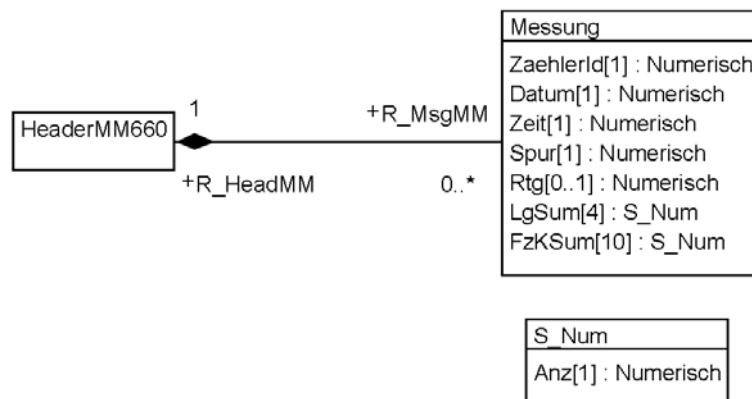 HeaderMM660
1
+R_HeadMM
+R_MsgMM
0..*
Messung
ZaehlerId[1] : Numerisch
Datum[1] : Numerisch
Zeit[1] : Numerisch
Spur[1] : Numerisch
Rtg[0..1] : Numerisch
LgSum[4] : S_Num
FzKSum[10] : S_Num
S_Num
Anz[1] : Numerisch